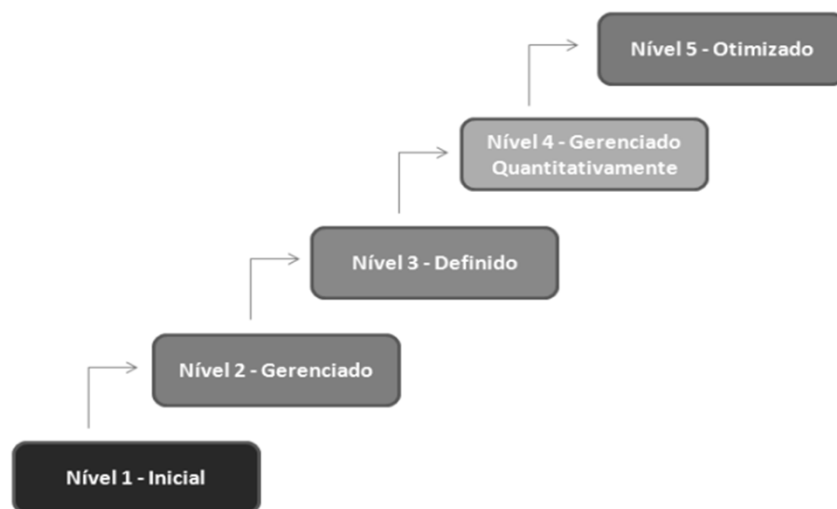 Nível 5 - Otimizado
Nível 4 - Gerenciado
Quantitativamente
Nível 3 - Definido
Nível 2 - Gerenciado
Nível 1 - Inicial